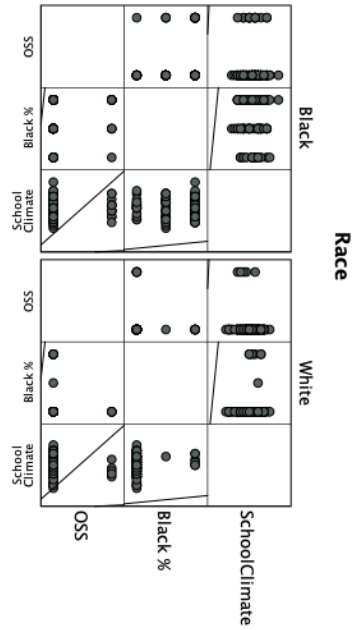 Race
Black
White
OSS
Black %
School
Climate
OSS
Black %
School
Climate
SchoolClimate
Black %
OSS